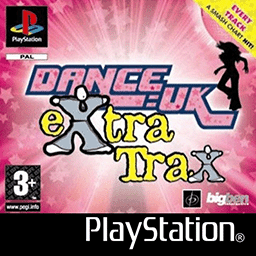 PlayStation
PAL
EVERY TRACK
A SMASH CHART HIT!
DANCE:UK
eXtra
TraX
3+
www.pegi.info
bigben
PlayStation®